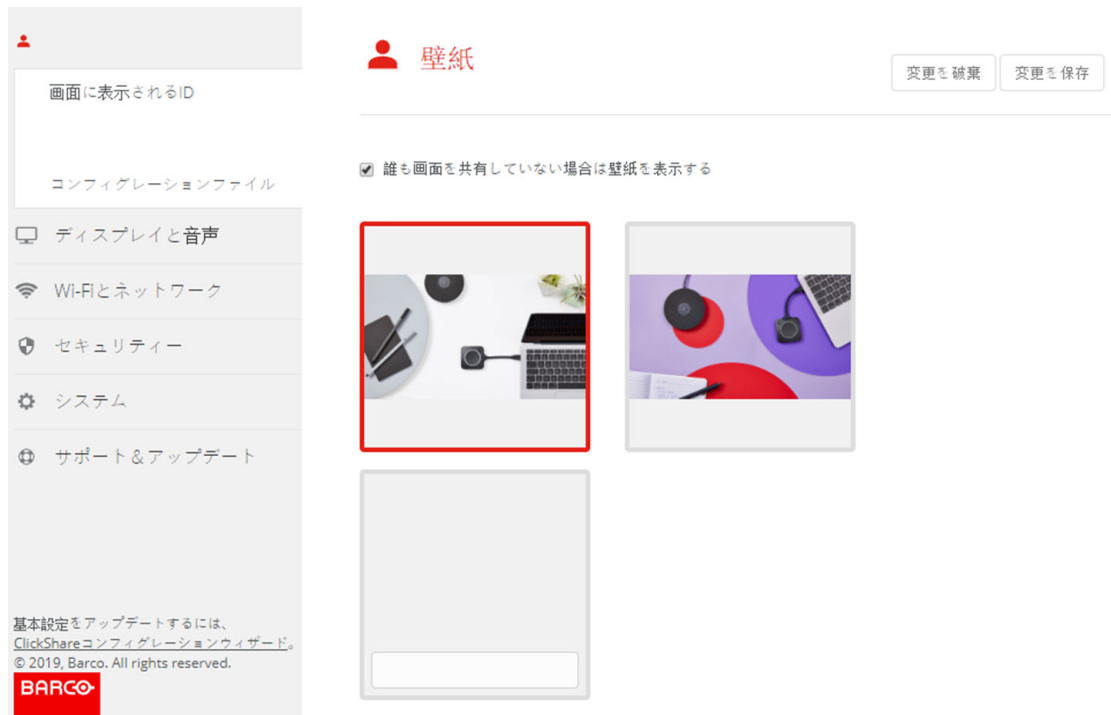 画面に表示されるID
コンフィグレーションファイル
ディスプレイと音声
Wi-Fiとネットワーク
セキュリティー
システム
サポート＆アップデート
基本設定をアップデートするには、
ClickShareコンフィグレーションウィザード。
© 2019, Barco. All rights reserved.
BARCO
壁紙
変更を破棄
変更を保存
誰も画面を共有していない場合は壁紙を表示する